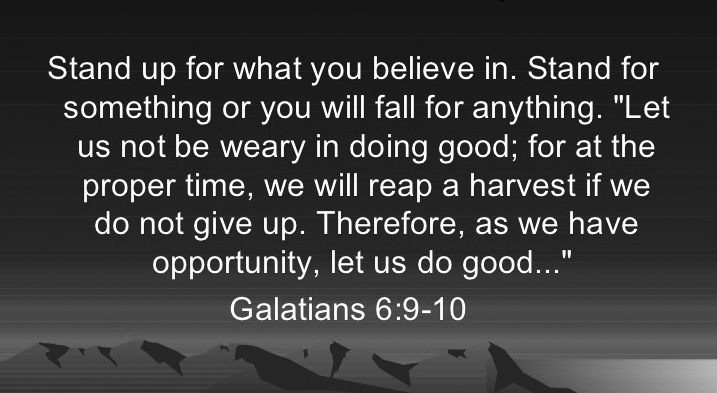 Stand up for what you believe in. Stand for
something or you will fall for anything. "Let
us not be weary in doing good; for at the
proper time, we will reap a harvest if we
do not give up. Therefore, as we have
opportunity, let us do good..."
Galatians 6:9-10